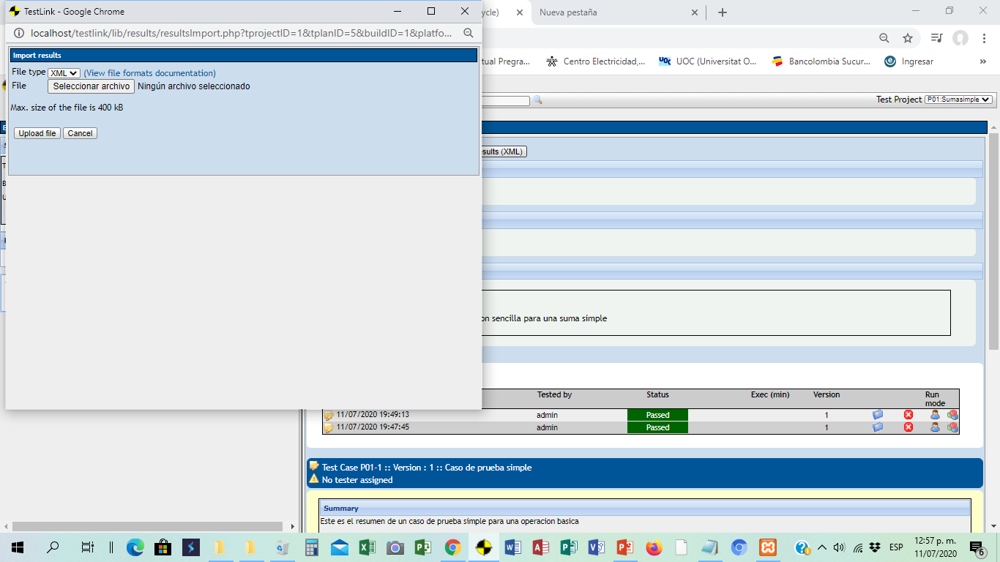 TestLink - Google Chrome
localhost/testlink/lib/results/resultsImport.php?tprojectID=1&tplanID=5&buildID=1&platfo...
Import results
File type XML (View file formats documentation)
File Seleccionar archivo Ningún archivo seleccionado
Max. size of the file is 400 kB
Upload file Cancel
ycle)
Nueva pestaña
tual Pregra...
Centro Electricidad,...
UOC (Universitat O...
Bancolombia Sucur...
Ingresar
»
Test Project P01:Sumasimple
sults (XML)
on sencilla para una suma simple
Tested by Status Exec (min) Version Run mode
11/07/2020 19:49:13 admin Passed 1
11/07/2020 19:47:45 admin Passed 1
Test Case P01-1 :: Version : 1 :: Caso de prueba simple
No tester assigned
Summary
Este es el resumen de un caso de prueba simple para una operacion basica
ESP
12:57 p. m.
11/07/2020
6